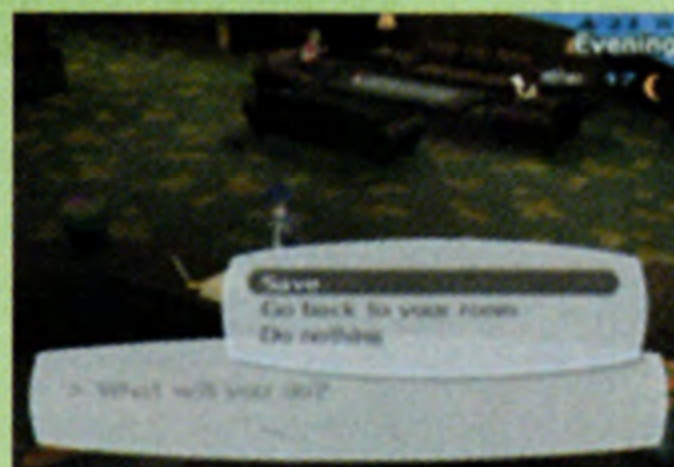 Evening
Save
Go back to your room
Do nothing
> What will you do?